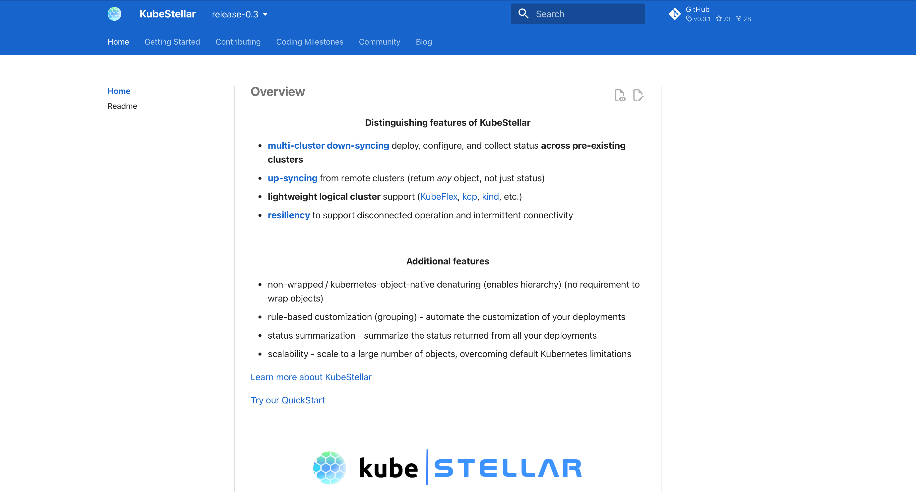 KubeStellar
release-0.3
Search
GitHub
v0.3.1 73 28
Home Getting Started Contributing Coding Milestones Community Blog
Home
Readme
Overview
Distinguishing features of KubeStellar
• multi-cluster down-syncing deploy, configure, and collect status across pre-existing
clusters
• up-syncing from remote clusters (return any object, not just status)
• lightweight logical cluster support (KubeFlex, kcp, kind, etc.)
• resiliency to support disconnected operation and intermittent connectivity
Additional features
• non-wrapped / kubernetes-object-native denaturing (enables hierarchy) (no requirement to
wrap objects)
• rule-based customization (grouping) - automate the customization of your deployments
• status summarization - summarize the status returned from all your deployments
• scalability - scale to a large number of objects, overcoming default Kubernetes limitations
Learn more about KubeStellar
Try our QuickStart
kube STELLAR